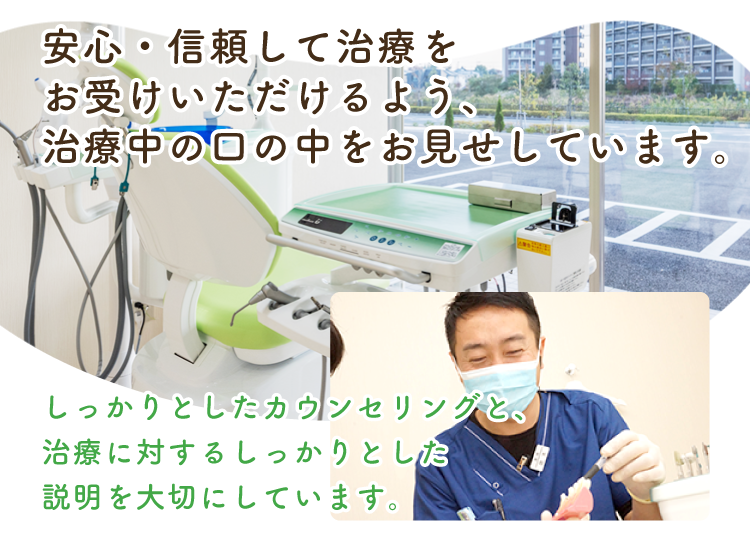 安心・信頼して治療を
お受けいただけるよう、
治療中の口の中をお見せしています。
しっかりとしたカウンセリングと、
治療に対するしっかりとした
説明を大切にしています。